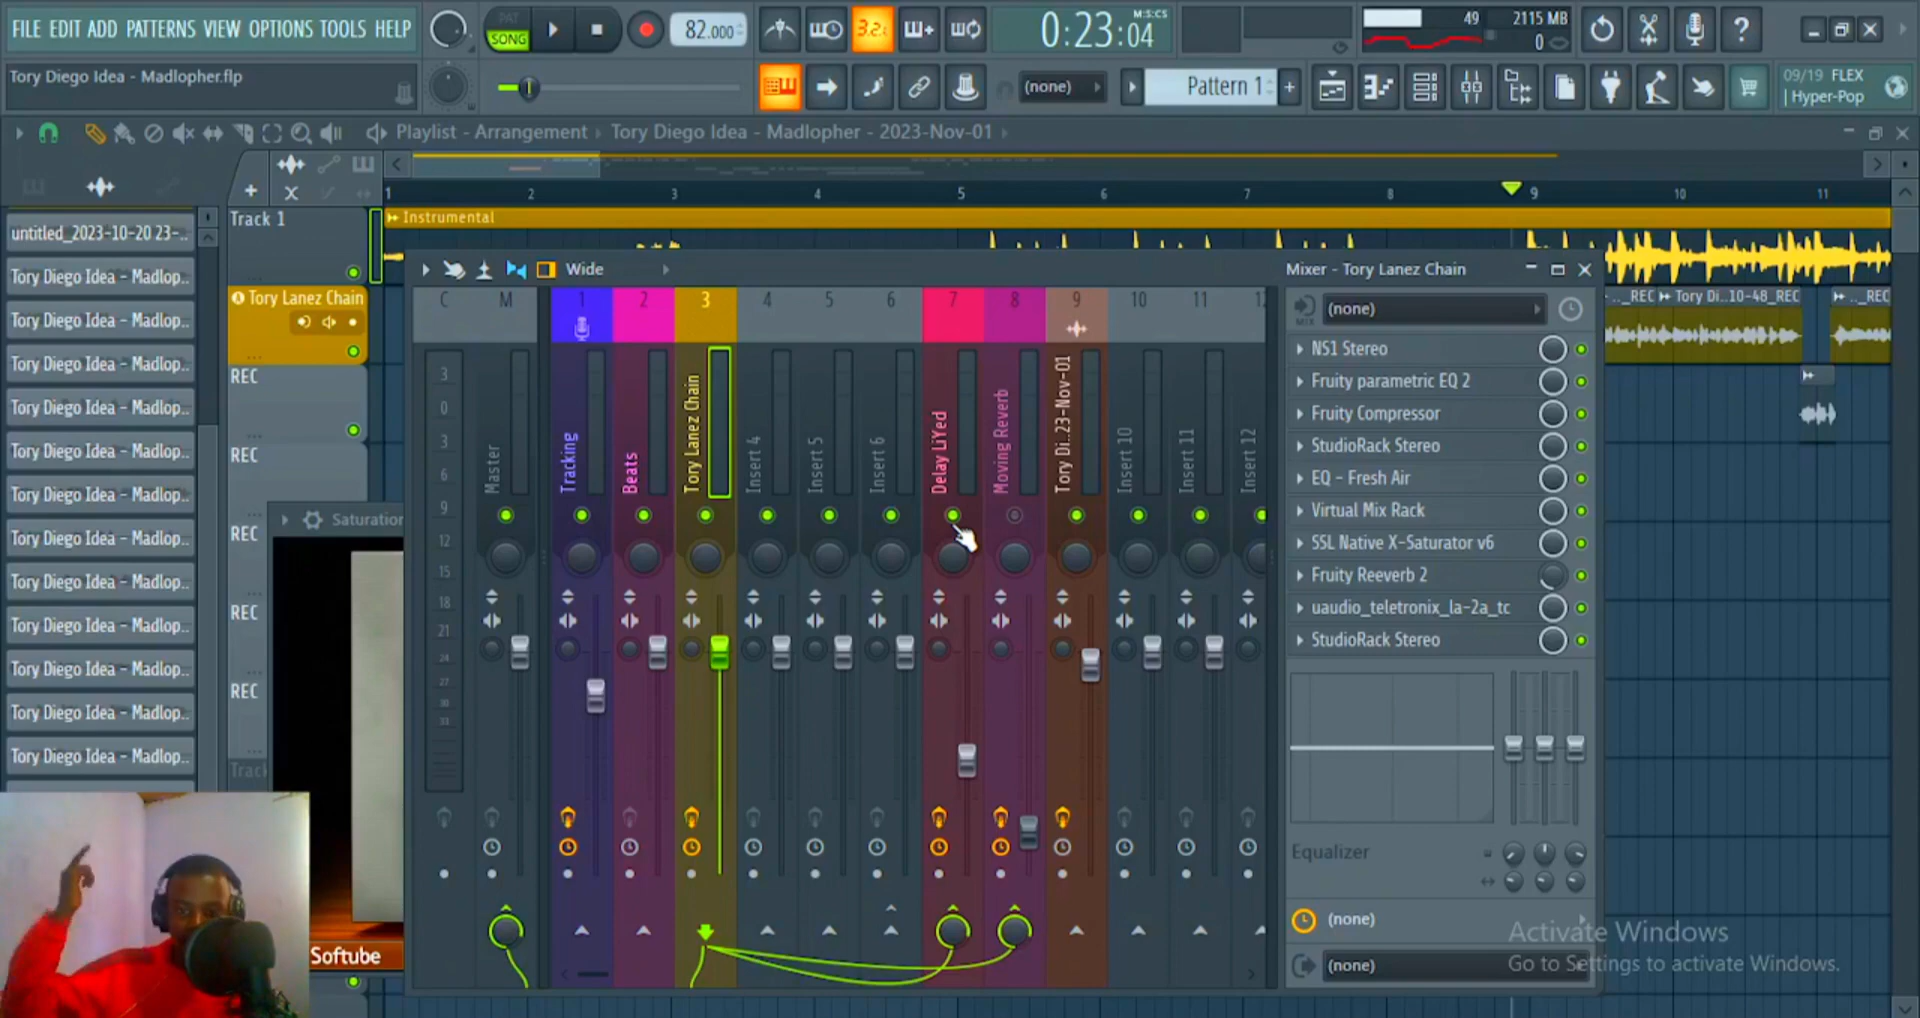 FILE EDIT ADD PATTERNS VIEW OPTIONS TOOLS HELP
PAT
SONG
82.000
3.2.
0:23:04
M:S:CS
49
2115 MB
0
?
Tory Diego Idea - Madlopher.flp
(none)
Pattern 1
+
09/19 FLEX
| Hyper-Pop
Playlist - Arrangement
Tory Diego Idea - Madlopher - 2023-Nov-01
1 2 3 4 5 6 7 8 9 10 11
untitled_2023-10-20 23-..
Tory Diego Idea - Madlop..
Tory Diego Idea - Madlop..
Tory Diego Idea - Madlop..
Tory Diego Idea - Madlop..
Tory Diego Idea - Madlop..
Tory Diego Idea - Madlop..
Tory Diego Idea - Madlop..
Tory Diego Idea - Madlop..
Tory Diego Idea - Madlop..
Tory Diego Idea - Madlop..
Tory Diego Idea - Madlop..
Tory Diego Idea - Madlop..
Track 1
Instrumental
Tory Lanez Chain
REC
REC
REC
REC
REC
Track
.._REC
Tory Di..10-48_REC
.._REC
Saturation
Softube
Wide
Mixer - Tory Lanez Chain
C M 1 2 3 4 5 6 7 8 9 10 11 12
3
0
3
6
9
12
15
18
21
24
27
30
33
Master
Tracking
Beats
Tory Lanez Chain
Insert 4
Insert 5
Insert 6
Delay LiYed
Moving Reverb
Tory Di..23-Nov-01
Insert 10
Insert 11
Insert 12
MIX
(none)
NS1 Stereo
Fruity parametric EQ 2
Fruity Compressor
StudioRack Stereo
EQ - Fresh Air
Virtual Mix Rack
SSL Native X-Saturator v6
Fruity Reeverb 2
uaudio_teletronix_la-2a_tc
StudioRack Stereo
Equalizer
(none)
(none)
Activate Windows
Go to Settings to activate Windows.